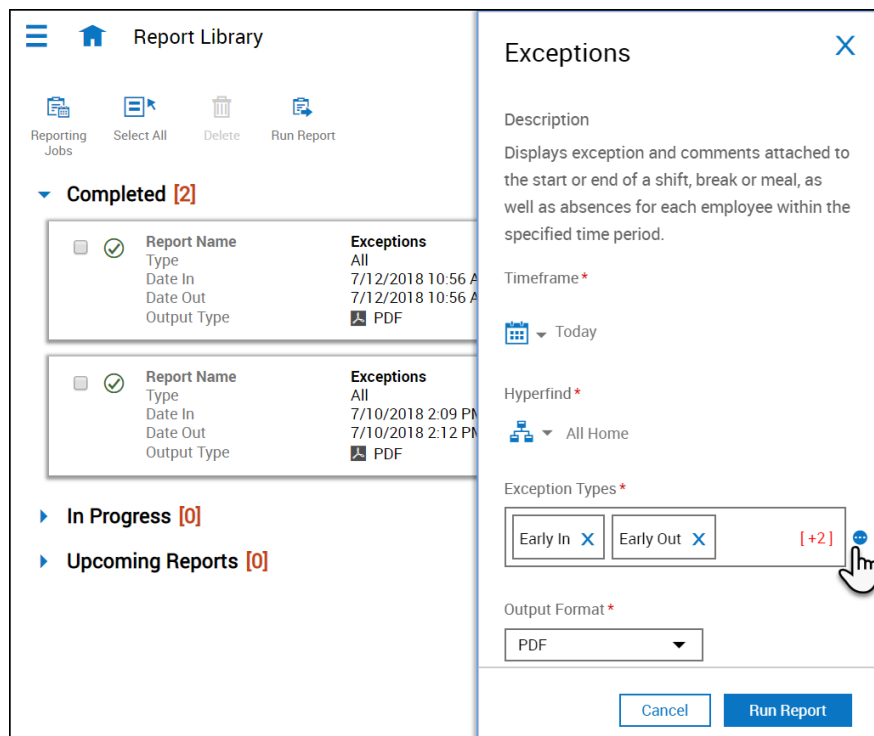 Report Library
Reporting
Jobs
Select All
Delete
Run Report
Completed [2]
Report Name Exceptions
Type All
Date In 7/12/2018 10:56
Date Out 7/12/2018 10:56
Output Type PDF
Report Name Exceptions
Type All
Date In 7/10/2018 2:09
Date Out 7/10/2018 2:12
Output Type PDF
In Progress [0]
Upcoming Reports [0]
Exceptions
Description
Displays exception and comments attached to
the start or end of a shift, break or meal, as
well as absences for each employee within the
specified time period.
Timeframe*
Today
Hyperfind*
All Home
Exception Types*
Early In X Early Out X [ +2 ]
Output Format*
PDF
Cancel Run Report